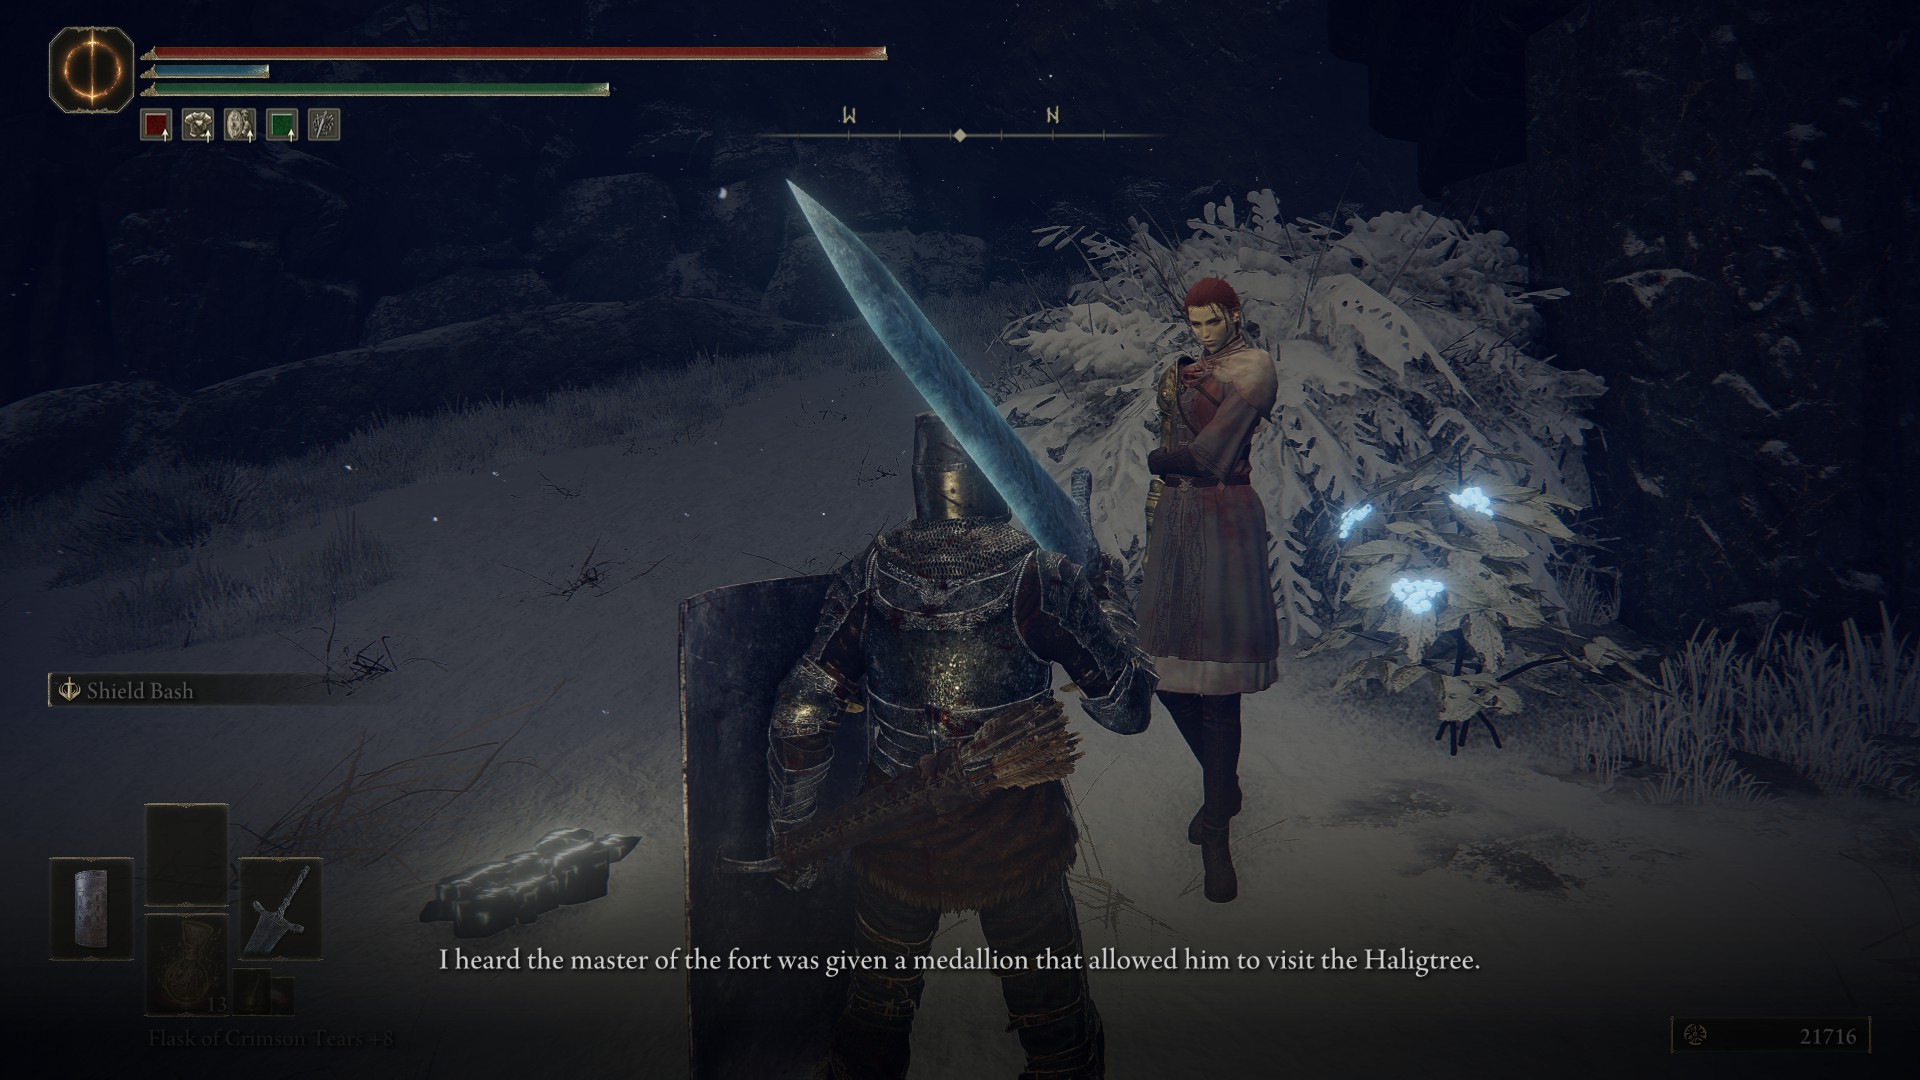 W
N
Shield Bash
I heard the master of the fort was given a medallion that allowed him to visit the Haligtree.
13
Flask of Crimson Tears +8
21716